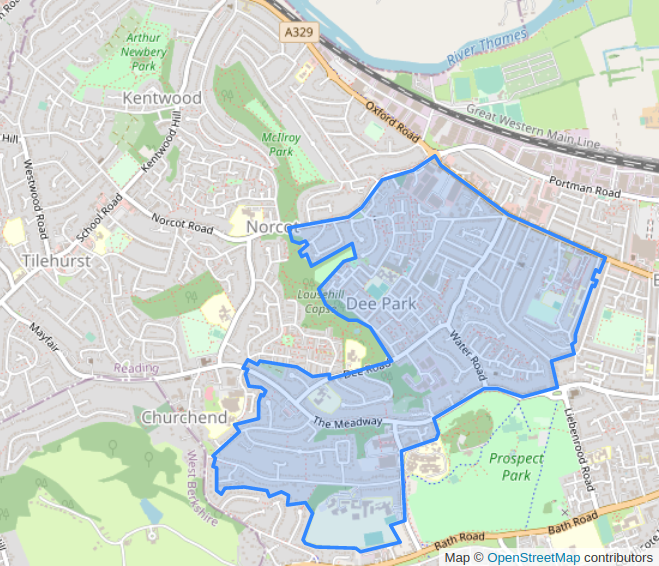 A329
River Thames
Arthur
Newbery
Park
Kentwood
Oxford Road
Great Western Main Line
Hill
Kentwood Hill
McIlroy
Park
Westwood Road
School Road
Portman Road
Norcot Road
Norcot
Tilehurst
Lousehill
Copse
Dee Park
Mayfair
Water Road
Reading
Dee Road
Churchend
The Meadway
Liebenrood Road
West Berkshire
Prospect
Park
Bath Road
Bath Road
Map © OpenStreetMap contributors